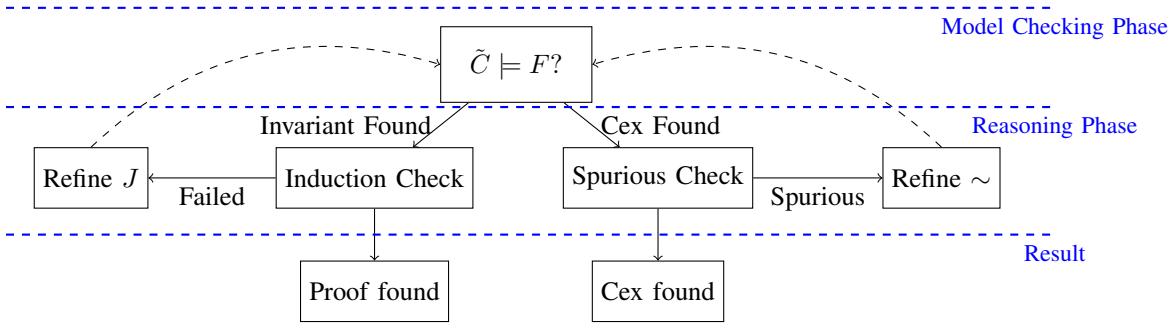 Model Checking Phase
C̃ ⊨ F?
Invariant Found
Cex Found
Reasoning Phase
Refine J
Failed
Induction Check
Spurious Check
Spurious
Refine ∼
Result
Proof found
Cex found